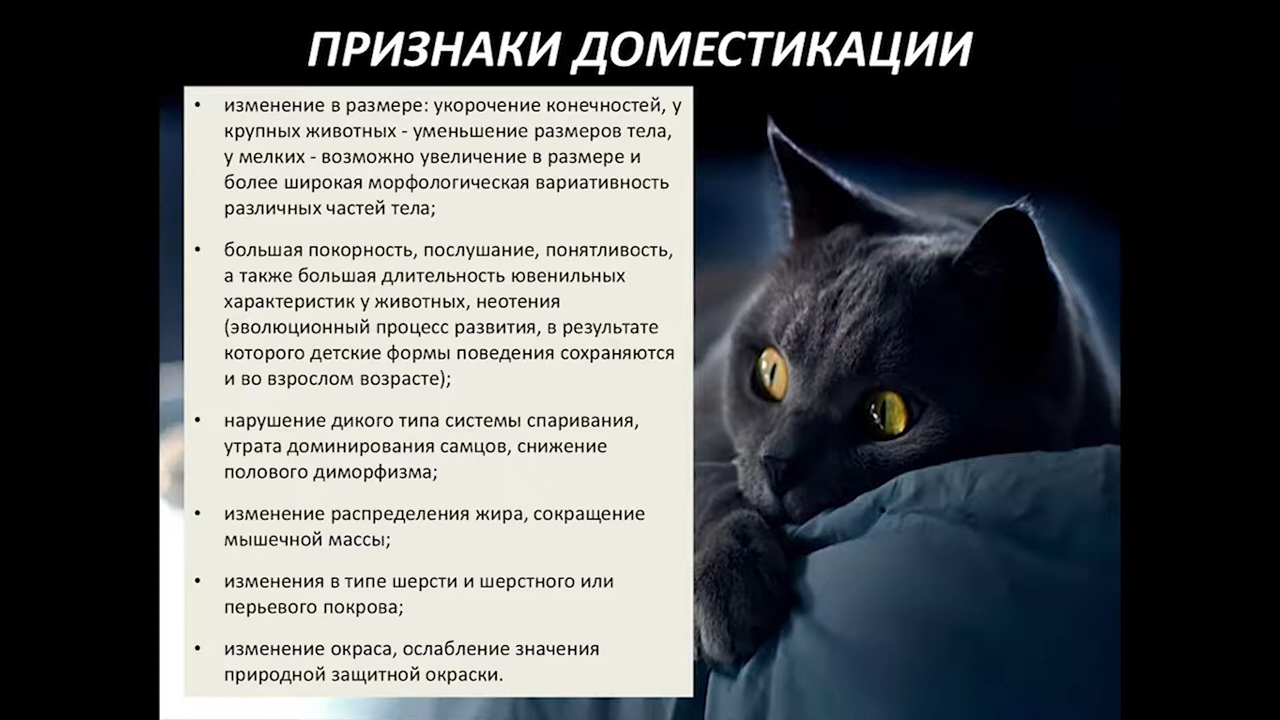 ПРИЗНАКИ ДОМЕСТИКАЦИИ
• изменение в размере: укорочение конечностей, у
крупных животных - уменьшение размеров тела,
у мелких - возможно увеличение в размере и
более широкая морфологическая вариативность
различных частей тела;
• большая покорность, послушание, понятливость,
а также большая длительность ювенильных
характеристик у животных, неотения
(эволюционный процесс развития, в результате
которого детские формы поведения сохраняются
и во взрослом возрасте);
• нарушение дикого типа системы спаривания,
утрата доминирования самцов, снижение
полового диморфизма;
• изменение распределения жира, сокращение
мышечной массы;
• изменения в типе шерсти и шерстного или
перьевого покрова;
• изменение окраса, ослабление значения
природной защитной окраски.